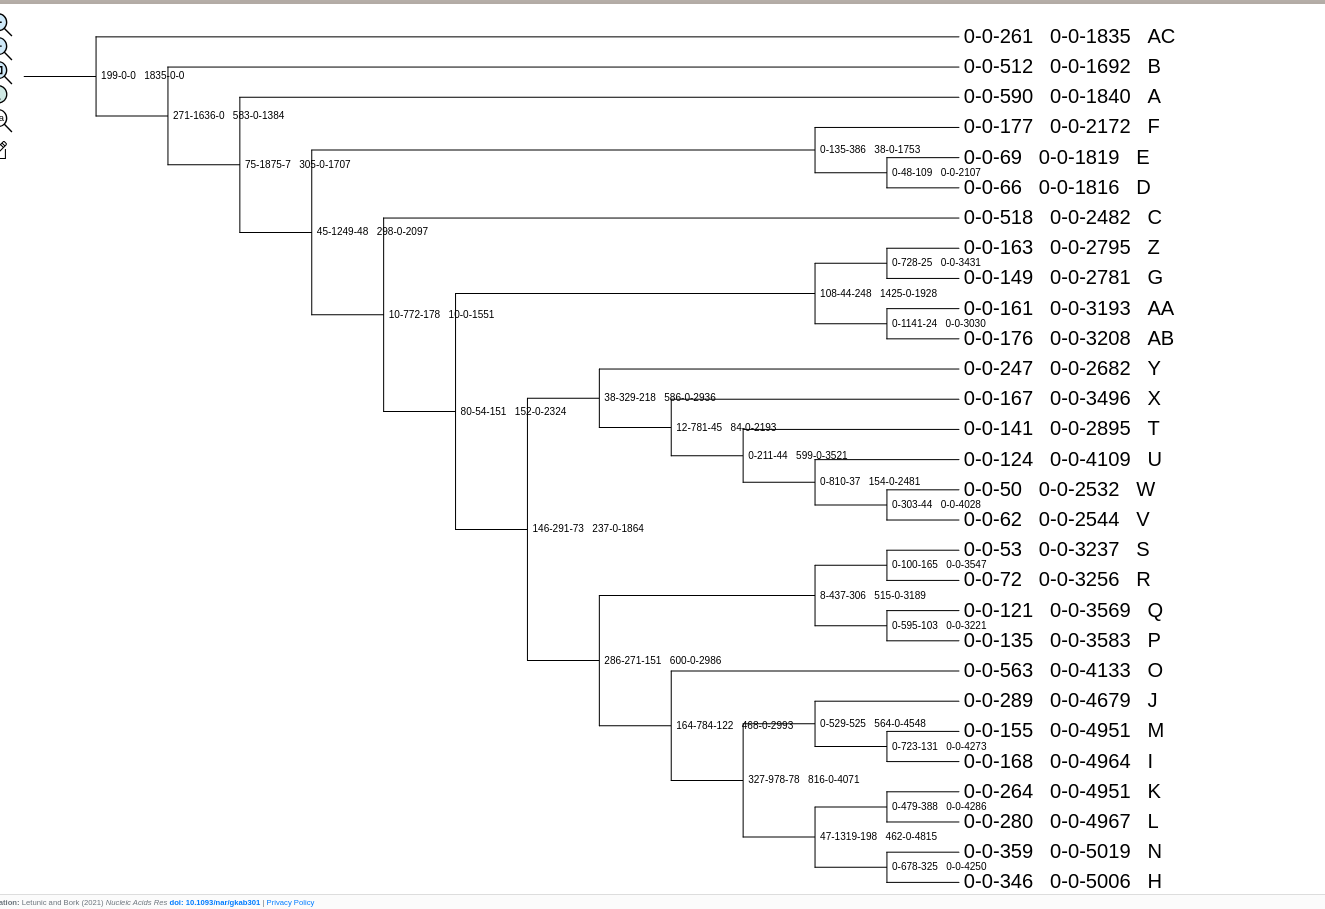 0-0-261 0-0-1835 AC
0-0-512 0-0-1692 B
199-0-0 1835-0-0
0-0-590 0-0-1840 A
271-1636-0 583-0-1384
0-0-177 0-0-2172 F
0-135-386 38-0-1753
0-0-69 0-0-1819 E
75-1875-7 305-0-1707
0-48-109 0-0-2107
0-0-66 0-0-1816 D
0-0-518 0-0-2482 C
45-1249-48 298-0-2097
0-0-163 0-0-2795 Z
0-728-25 0-0-3431
0-0-149 0-0-2781 G
108-44-248 1425-0-1928
0-0-161 0-0-3193 AA
10-772-178 10-0-1551
0-1141-24 0-0-3030
0-0-176 0-0-3208 AB
0-0-247 0-0-2682 Y
38-329-218 586-0-2936
0-0-167 0-0-3496 X
80-54-151 152-0-2324
12-781-45 84-0-2193
0-0-141 0-0-2895 T
0-211-44 599-0-3521
0-0-124 0-0-4109 U
0-810-37 154-0-2481
0-0-50 0-0-2532 W
0-303-44 0-0-4028
0-0-62 0-0-2544 V
146-291-73 237-0-1864
0-0-53 0-0-3237 S
0-100-165 0-0-3547
0-0-72 0-0-3256 R
8-437-306 515-0-3189
0-0-121 0-0-3569 Q
0-595-103 0-0-3221
0-0-135 0-0-3583 P
286-271-151 600-0-2986
0-0-563 0-0-4133 O
0-0-289 0-0-4679 J
0-529-525 564-0-4548
164-784-122 468-0-2993
0-0-155 0-0-4951 M
0-723-131 0-0-4273
0-0-168 0-0-4964 I
327-978-78 816-0-4071
0-0-264 0-0-4951 K
0-479-388 0-0-4286
0-0-280 0-0-4967 L
47-1319-198 462-0-4815
0-0-359 0-0-5019 N
0-678-325 0-0-4250
0-0-346 0-0-5006 H
ation: Letunic and Bork (2021) Nucleic Acids Res doi: 10.1093/nar/gkab301 | Privacy Policy